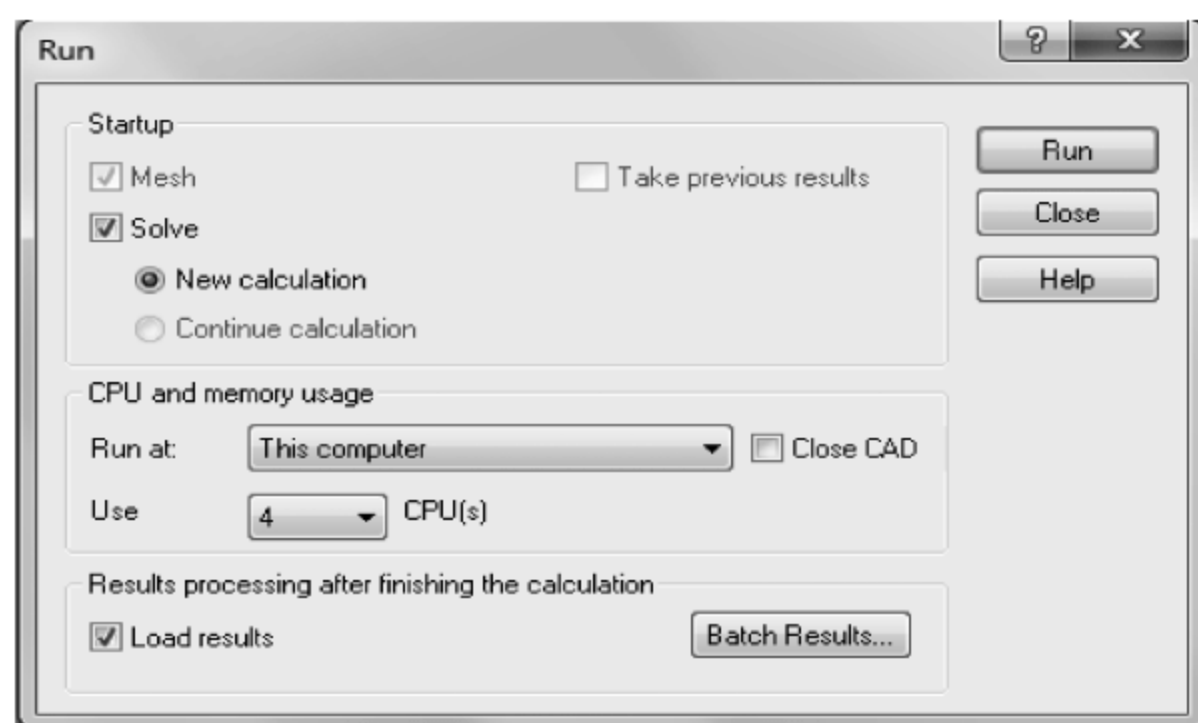 Run
Startup
Mesh
Take previous results
Solve
New calculation
Continue calculation
Run
Close
Help
CPU and memory usage
Run at:
This computer
Close CAD
Use
4
CPU(s)
Results processing after finishing the calculation
Load results
Batch Results...